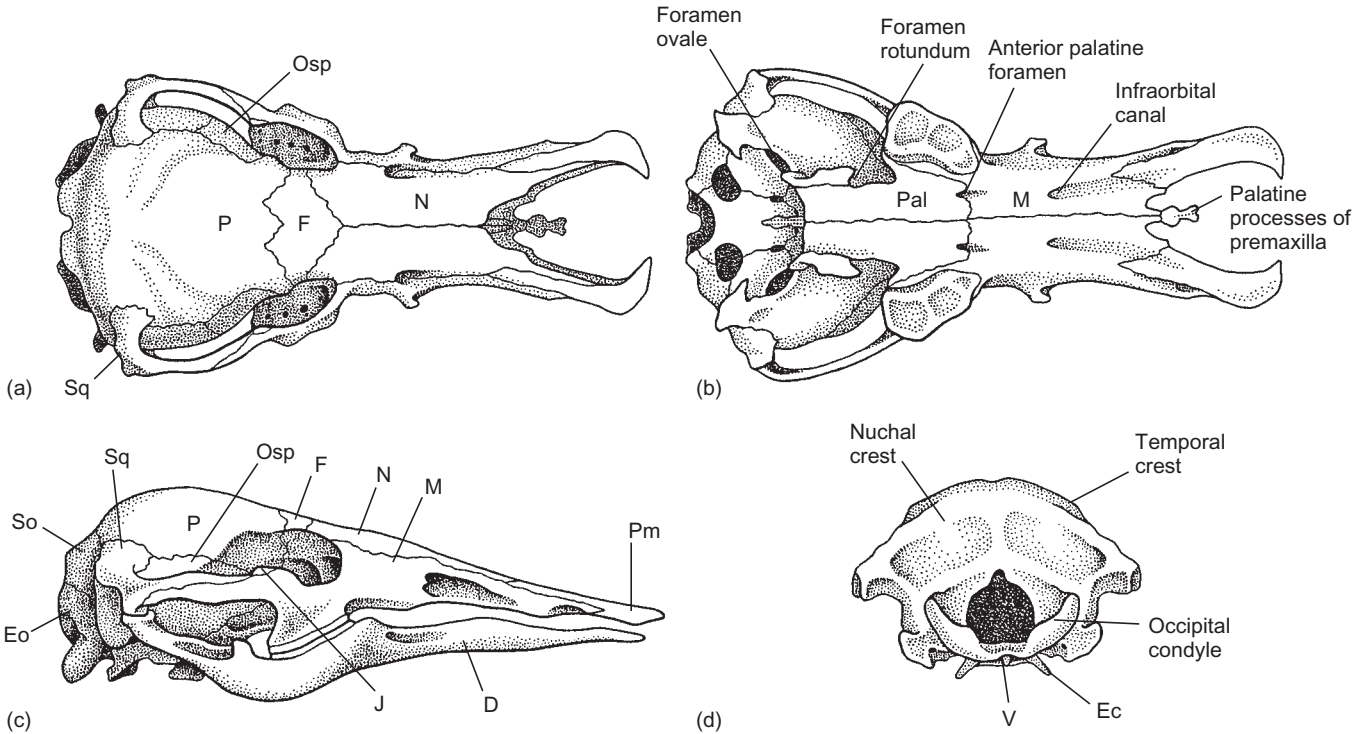 Osp
P
F
N
Sq
(a)
Foramen
ovale
Foramen
rotundum
Anterior palatine
foramen
Infraorbital
canal
Pal
M
Palatine
processes of
premaxilla
(b)
Sq
Osp
F
N
M
So
P
Pm
Eo
J
D
(c)
Nuchal
crest
Temporal
crest
Occipital
condyle
V
Ec
(d)